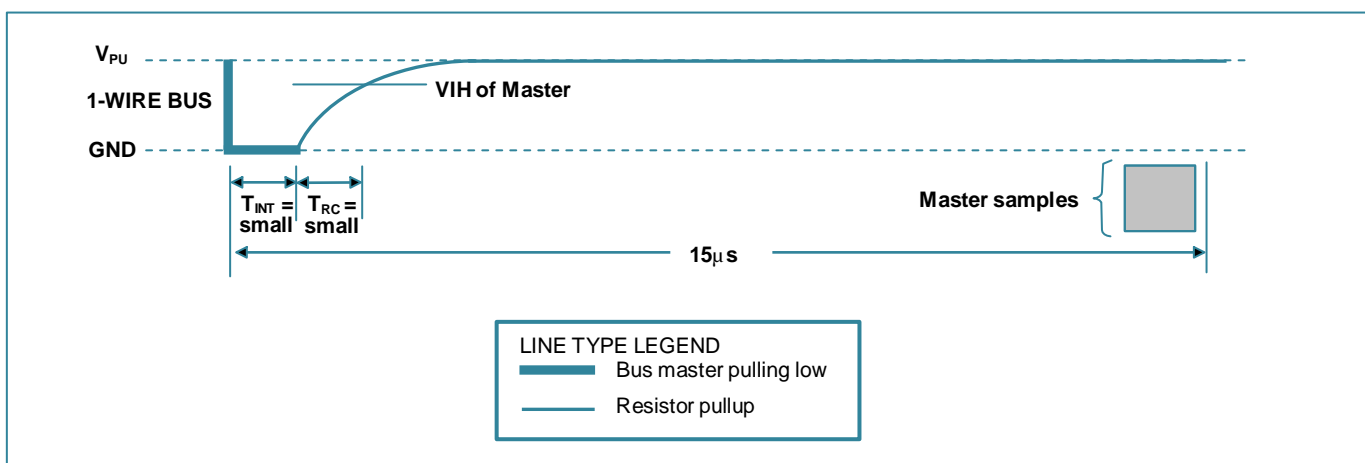 VPU
1-WIRE BUS
VIH of Master
GND
TINT = small
TRC = small
Master samples
15μs
LINE TYPE LEGEND
Bus master pulling low
Resistor pullup